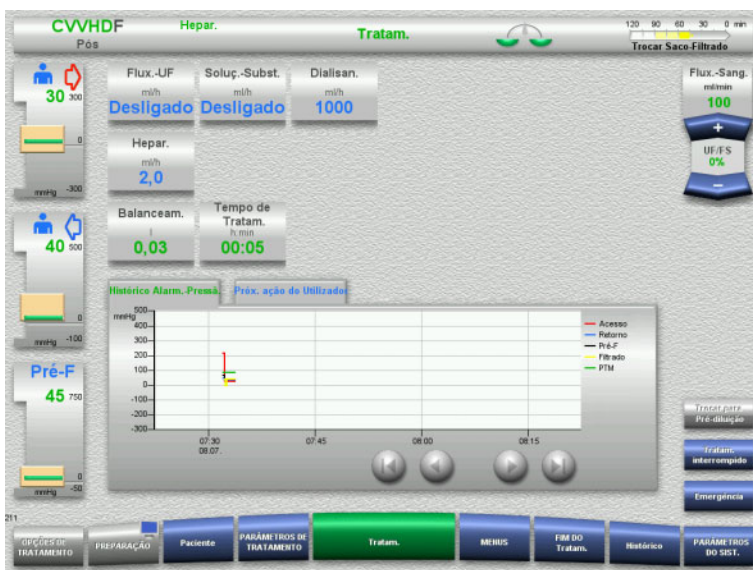 CVVHDF
Pós
Hepar.
Tratam.
120 90 60 30 0 min
Trocar Saco-Filtrado
30 300
0
mmHg -300
40 500
0
mmHg -100
Pré-F
45 750
0
mmHg -50
Flux.-UF
ml/h
Desligado
Soluç.-Subst.
ml/h
Desligado
Dialisan.
ml/h
1000
Hepar.
ml/h
2,0
Balanceam.
l
0,03
Tempo de
Tratam.
h:min
00:05
Flux.-Sang.
ml/min
100
+
UF/FS
0%
−
Histórico Alarm.-Premã.
Próx. ação do Utilizador
mmHg
500
400
300
200
100
0
-100
-200
-300
07:30
08.07.
07:45
08:00
08:15
Acesso
Retorno
Pré-F
Filtrado
PTM
Trocar para
Pré-diluição
Tratam.
interrompido
Emergência
211
OPÇÕES DE
TRATAMENTO
PREPARAÇÃO
Paciente
PARÂMETROS DE
TRATAMENTO
Tratam.
MENUS
FIM DO
Tratam.
Histórico
PARÂMETROS
DO SIST.